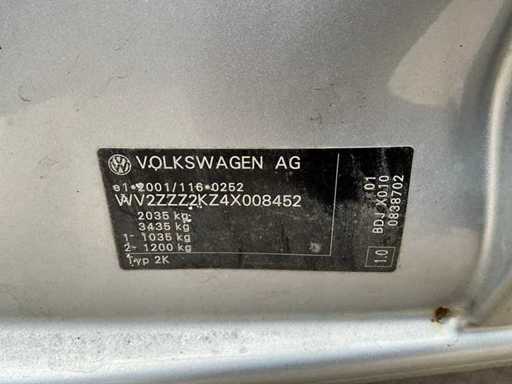 VOLKSWAGEN AG
e1*2001/116*0252
WV2ZZZ2KZ4X008452
2035 kg
3435 kg
1- 1035 kg
2- 1200 kg
Typ 2K
01
BDJ X010
0838702
1.0